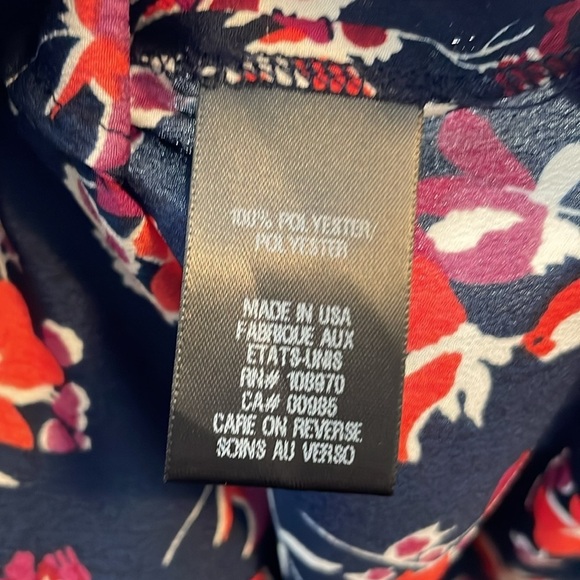 100% POLYESTER
POLYESTER
MADE IN USA
FABRIQUE AUX
ETATS-UNIS
RN# 108970
CA# 00985
CARE ON REVERSE
SOINS AU VERSO